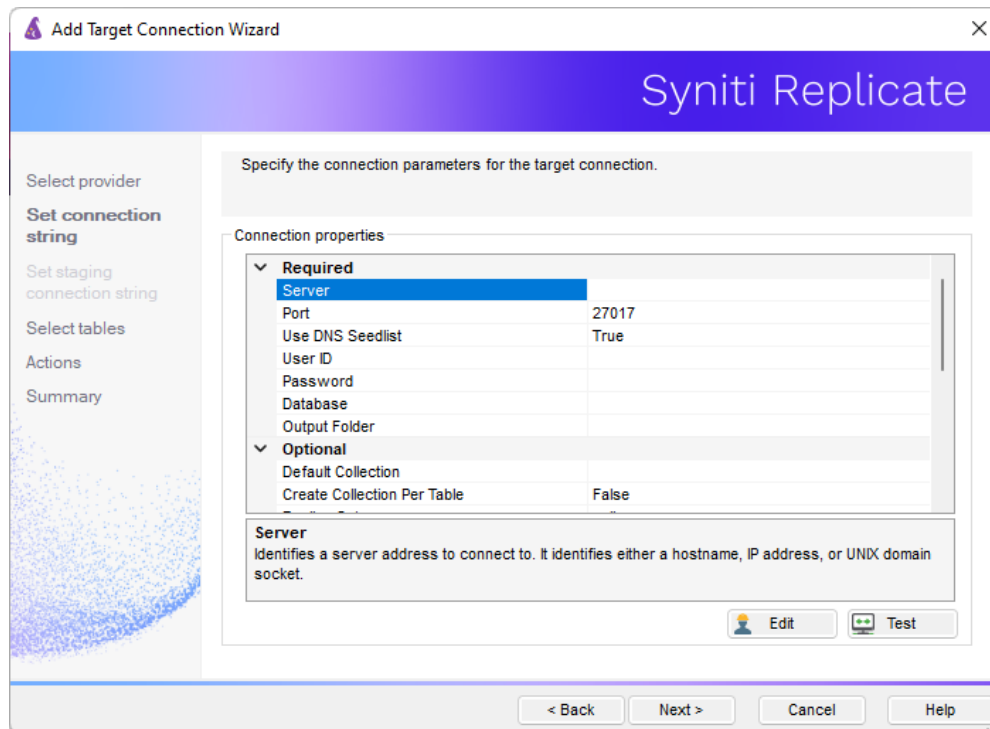 Add Target Connection Wizard
Syniti Replicate
Select provider
Set connection
string
Set staging
connection string
Select tables
Actions
Summary
Specify the connection parameters for the target connection.
Connection properties
Required
Server
Port 27017
Use DNS Seedlist True
User ID
Password
Database
Output Folder
Optional
Default Collection
Create Collection Per Table False
Server
Identifies a server address to connect to. It identifies either a hostname, IP address, or UNIX domain
socket.
Edit Test
< Back Next > Cancel Help